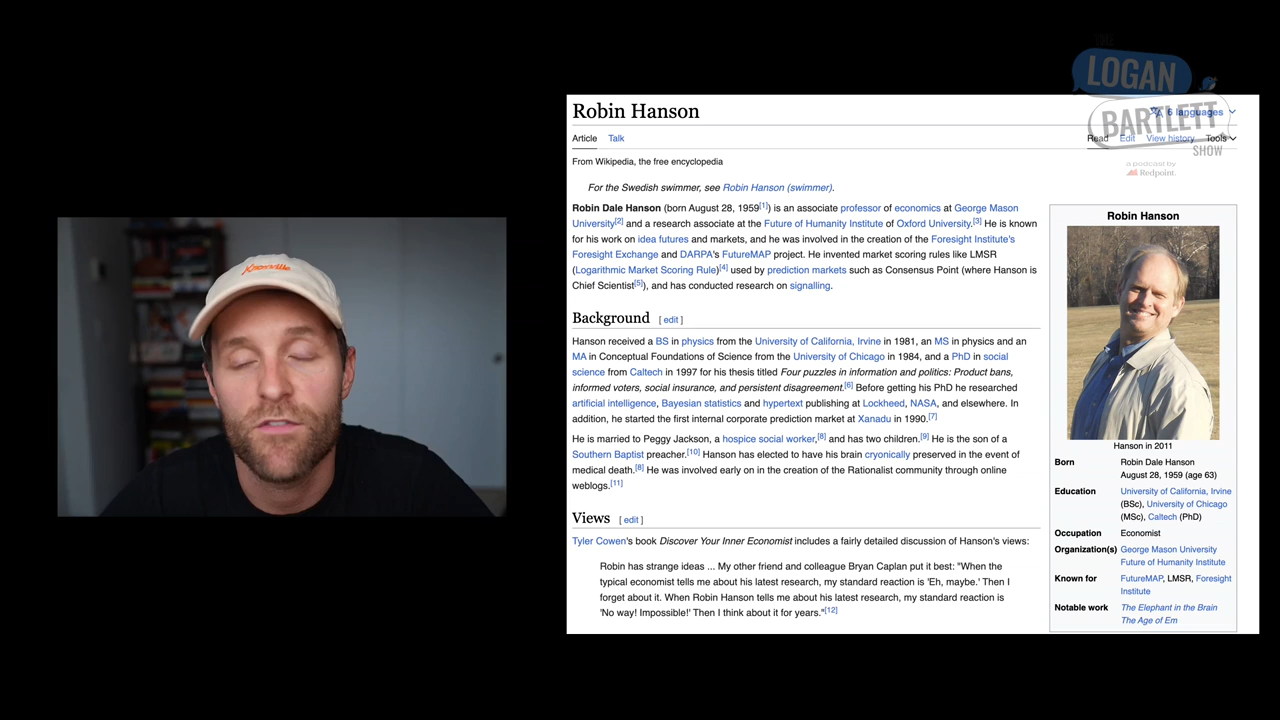 THE
LOGAN
BARTLETT
SHOW
a podcast by
Redpoint.
Xnoxville
Robin Hanson
6 languages
Article Talk
Read Edit View history Tools
From Wikipedia, the free encyclopedia
For the Swedish swimmer, see Robin Hanson (swimmer).
Robin Dale Hanson (born August 28, 1959[1]) is an associate professor of economics at George Mason
University[2] and a research associate at the Future of Humanity Institute of Oxford University.[3] He is known
for his work on idea futures and markets, and he was involved in the creation of the Foresight Institute's
Foresight Exchange and DARPA's FutureMAP project. He invented market scoring rules like LMSR
(Logarithmic Market Scoring Rule)[4] used by prediction markets such as Consensus Point (where Hanson is
Chief Scientist[5]), and has conducted research on signalling.
Background [ edit ]
Hanson received a BS in physics from the University of California, Irvine in 1981, an MS in physics and an
MA in Conceptual Foundations of Science from the University of Chicago in 1984, and a PhD in social
science from Caltech in 1997 for his thesis titled Four puzzles in information and politics: Product bans,
informed voters, social insurance, and persistent disagreement.[6] Before getting his PhD he researched
artificial intelligence, Bayesian statistics and hypertext publishing at Lockheed, NASA, and elsewhere. In
addition, he started the first internal corporate prediction market at Xanadu in 1990.[7]
He is married to Peggy Jackson, a hospice social worker,[8] and has two children.[9] He is the son of a
Southern Baptist preacher.[10] Hanson has elected to have his brain cryonically preserved in the event of
medical death.[8] He was involved early on in the creation of the Rationalist community through online
weblogs.[11]
Views [ edit ]
Tyler Cowen's book Discover Your Inner Economist includes a fairly detailed discussion of Hanson's views:
Robin has strange ideas ... My other friend and colleague Bryan Caplan put it best: "When the
typical economist tells me about his latest research, my standard reaction is 'Eh, maybe.' Then I
forget about it. When Robin Hanson tells me about his latest research, my standard reaction is
'No way! Impossible!' Then I think about it for years."[12]
Robin Hanson
Hanson in 2011
Born Robin Dale Hanson
August 28, 1959 (age 63)
Education University of California, Irvine
(BSc), University of Chicago
(MSc), Caltech (PhD)
Occupation Economist
Organization(s) George Mason University
Future of Humanity Institute
Known for FutureMAP, LMSR, Foresight
Institute
Notable work The Elephant in the Brain
The Age of Em